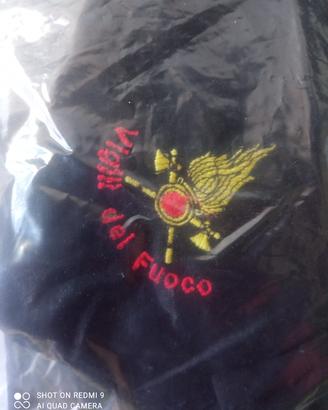 Vigili del Fuoco
SHOT ON REDMI 9
AI QUAD CAMERA